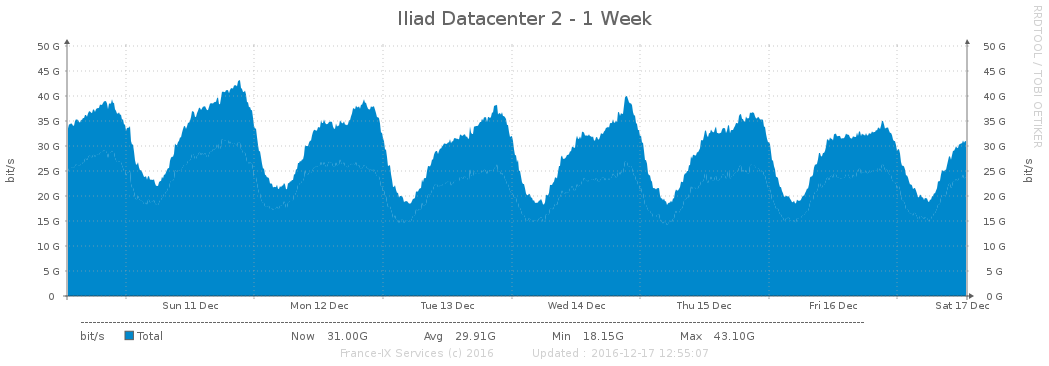 Iliad Datacenter 2 - 1 Week
RRDTOOL / TOBI OETIKER
50 G 50 G
45 G 45 G
40 G 40 G
35 G 35 G
30 G 30 G
25 G 25 G
20 G 20 G
15 G 15 G
10 G 10 G
5 G 5 G
0 0 G
bit/s
bit/s
Sun 11 Dec Mon 12 Dec Tue 13 Dec Wed 14 Dec Thu 15 Dec Fri 16 Dec Sat 17 Dec
bit/s Total Now 31.00G Avg 29.91G Min 18.15G Max 43.10G
France-IX Services (c) 2016 Updated : 2016-12-17 12:55:07